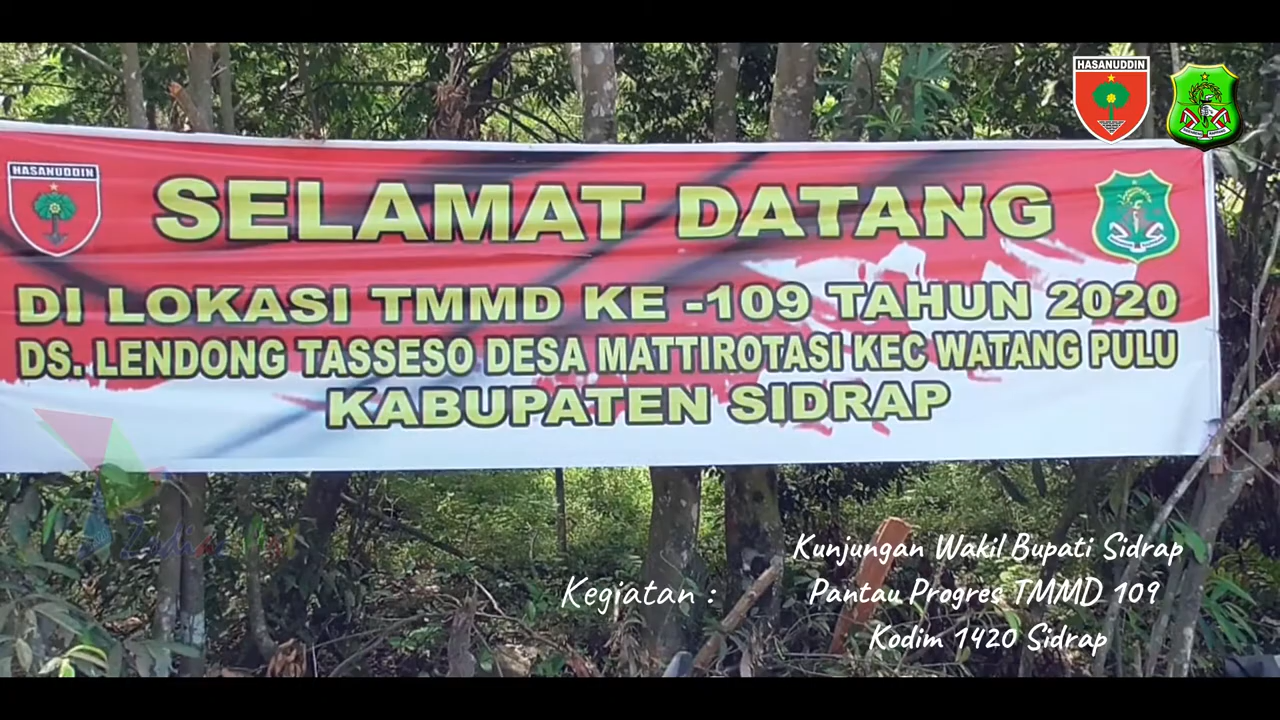 HASANUDDIN
HASANUDDIN
SELAMAT DATANG
DI LOKASI TMMD KE -109 TAHUN 2020
DS. LENDONG TASSESO DESA MATTIROTASI KEC WATANG PULU
KABUPATEN SIDRAP
Kegiatan :
Kunjungan Wakil Bupati Sidrap
Pantau Progres TMMD 109
Kodim 1420 Sidrap